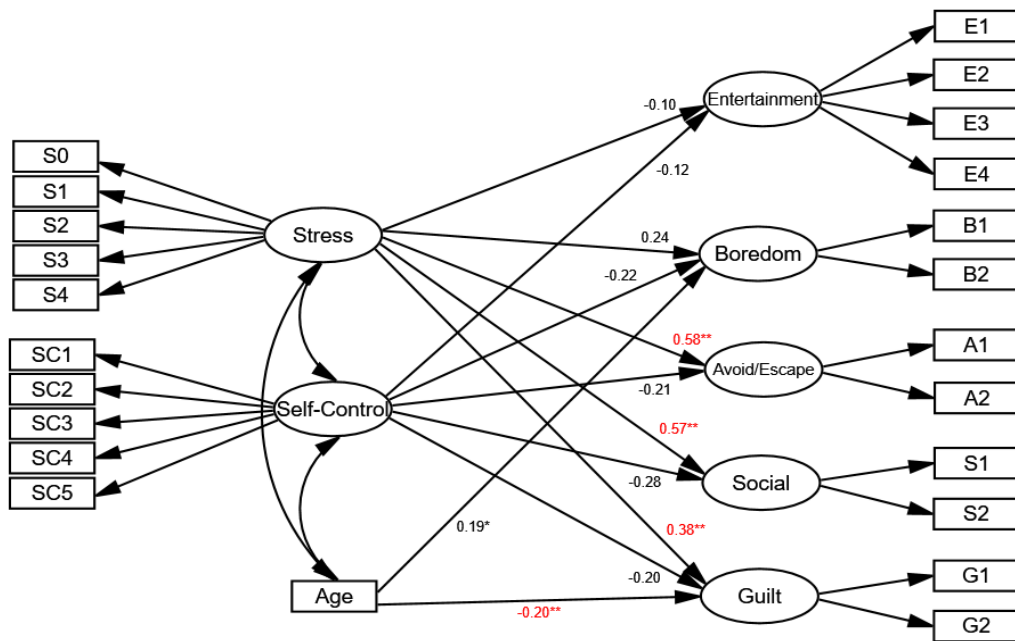 E1
E2
Entertainment
E3
-0.10
S0
-0.12
E4
S1
S2
Stress
0.24
B1
Boredom
S3
-0.22
B2
S4
0.58**
A1
SC1
Avoid/Escape
SC2
-0.21
A2
Self-Control
SC3
0.57**
SC4
S1
-0.28
Social
SC5
S2
0.19*
0.38**
G1
-0.20
Age
Guilt
-0.20**
G2